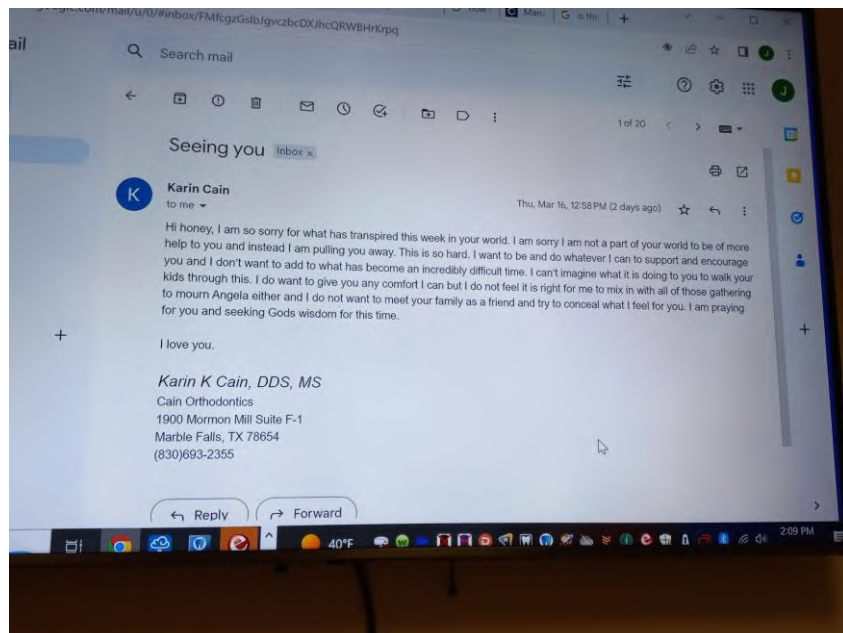 /mail/u/0/#inbox/FMfcgzGslbJgvczbcDXJhcQRWBHrKrpq
ail
Search mail
1 of 20
Seeing you Inbox x
K
Karin Cain
to me
Thu, Mar 16, 12:58 PM (2 days ago)
Hi honey, I am so sorry for what has transpired this week in your world. I am sorry I am not a part of your world to be of more
help to you and instead I am pulling you away. This is so hard. I want to be and do whatever I can to support and encourage
you and I don't want to add to what has become an incredibly difficult time. I can't imagine what it is doing to you to walk your
kids through this. I do want to give you any comfort I can but I do not feel it is right for me to mix in with all of those gathering
to mourn Angela either and I do not want to meet your family as a friend and try to conceal what I feel for you. I am praying
for you and seeking Gods wisdom for this time.
I love you.
Karin K Cain, DDS, MS
Cain Orthodontics
1900 Mormon Mill Suite F-1
Marble Falls, TX 78654
(830)693-2355
Reply
Forward
40°F
2:09 PM